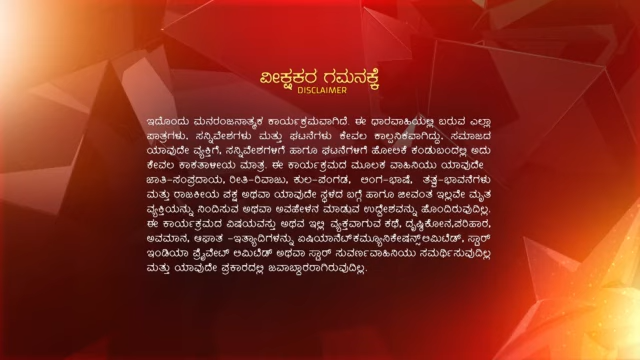 ವೀಕ್ಷಕರ ಗಮನಕ್ಕೆ
DISCLAIMER
ಇದೊಂದು ಮನರಂಜನಾತ್ಮಕ ಕಾರ್ಯಕ್ರಮವಾಗಿದೆ. ಈ ಧಾರವಾಹಿಯಲ್ಲಿ ಬರುವ ಎಲ್ಲಾ
ಪಾತ್ರಗಳು, ಸನ್ನಿವೇಶಗಳು ಮತ್ತು ಘಟನೆಗಳು ಕೇವಲ ಕಾಲ್ಪನಿಕವಾಗಿದ್ದು, ಸಮಾಜದ
ಯಾವುದೇ ವ್ಯಕ್ತಿಗೆ, ಸನ್ನಿವೇಶಗಳಿಗೆ ಹಾಗೂ ಘಟನೆಗಳಿಗೆ ಹೋಲಿಕೆ ಕಂಡುಬಂದಲ್ಲಿ ಅದು
ಕೇವಲ ಕಾಕತಾಳೀಯ ಮಾತ್ರ. ಈ ಕಾರ್ಯಕ್ರಮದ ಮೂಲಕ ವಾಹಿನಿಯು ಯಾವುದೇ
ಜಾತಿ-ಸಂಪ್ರದಾಯ, ರೀತಿ-ರಿವಾಜು, ಕುಲ-ಪಂಗಡ, ಲಿಂಗ-ಭಾಷೆ, ತತ್ವ-ಭಾವನೆಗಳು
ಮತ್ತು ರಾಜಕೀಯ ಪಕ್ಷ ಅಥವಾ ಯಾವುದೇ ಸ್ಥಳದ ಬಗ್ಗೆ ಹಾಗೂ ಜೀವಂತ ಇಲ್ಲವೇ ಮೃತ
ವ್ಯಕ್ತಿಯನ್ನು ನಿಂದಿಸುವ ಅಥವಾ ಅವಹೇಳನ ಮಾಡುವ ಉದ್ದೇಶವನ್ನು ಹೊಂದಿರುವುದಿಲ್ಲ.
ಈ ಕಾರ್ಯಕ್ರಮದ ವಿಷಯವಸ್ತು ಅಥವ ಇಲ್ಲಿ ವ್ಯಕ್ತವಾಗುವ ಕಥೆ, ದೃಷ್ಟಿಕೋನ,ಪರಿಹಾರ,
ಅವಮಾನ, ಆಘಾತ -ಇತ್ಯಾದಿಗಳನ್ನು ಏಷಿಯಾನೆಟ್‌ಕಮ್ಯೂನಿಕೇಷನ್ಸ್ ಲಿಮಿಟೆಡ್, ಸ್ಟಾರ್
ಇಂಡಿಯಾ ಪ್ರೈವೇಟ್ ಲಿಮಿಟೆಡ್ ಅಥವಾ ಸ್ಟಾರ್ ಸುವರ್ಣವಾಹಿನಿಯು ಸಮರ್ಥಿಸುವುದಿಲ್ಲ
ಮತ್ತು ಯಾವುದೇ ಪ್ರಕಾರದಲ್ಲಿ ಜವಾಬ್ದಾರರಾಗಿರುವುದಿಲ್ಲ.